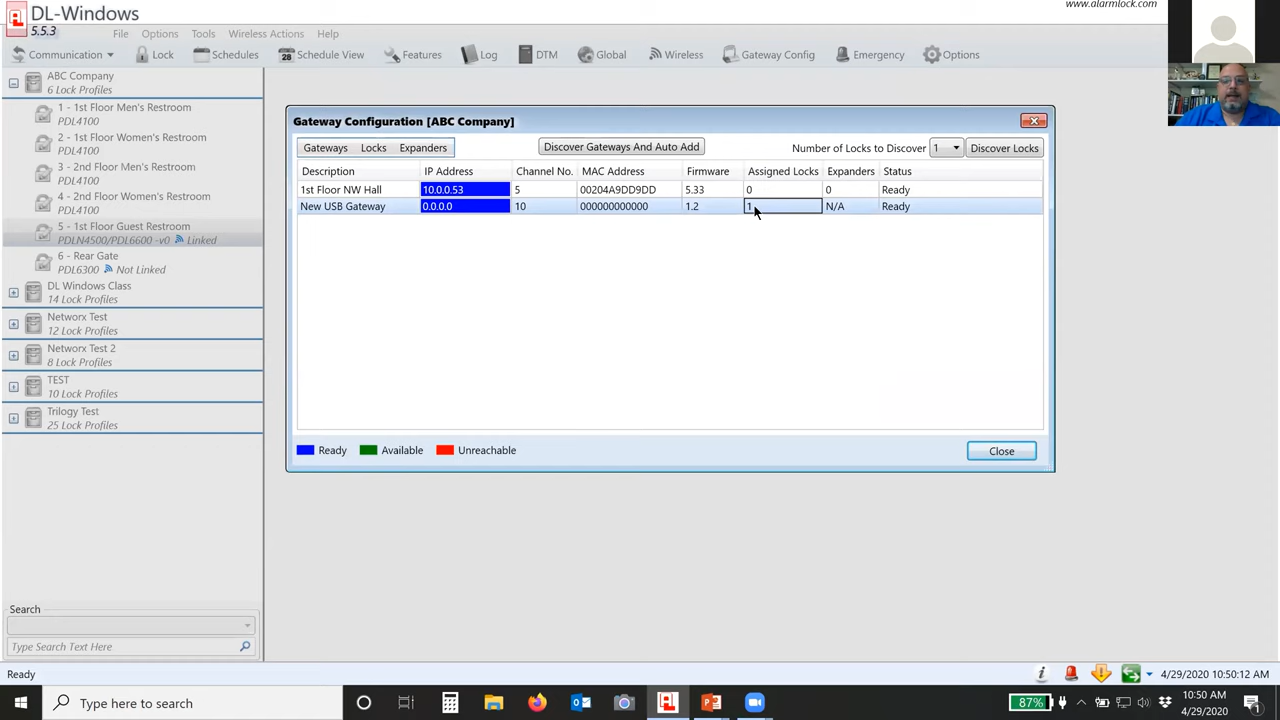 DL-Windows
5.5.3
www.alarmlock.com
File Options Tools Wireless Actions Help
Communication Lock 28 Schedules Schedule View Features Log DTM Global Wireless Gateway Config Emergency Options
ABC Company
6 Lock Profiles
1 - 1st Floor Men's Restroom
PDL4100
2 - 1st Floor Women's Restroom
PDL4100
3 - 2nd Floor Men's Restroom
PDL4100
4 - 2nd Floor Women's Restroom
PDL4100
5 - 1st Floor Guest Restroom
PDLN4500/PDL6600 -v0 Linked
6 - Rear Gate
PDL6300 Not Linked
DL Windows Class
14 Lock Profiles
Networx Test
12 Lock Profiles
Networx Test 2
8 Lock Profiles
TEST
10 Lock Profiles
Trilogy Test
25 Lock Profiles
Gateway Configuration [ABC Company]
Gateways Locks Expanders Discover Gateways And Auto Add Number of Locks to Discover 1 Discover Locks
Description IP Address Channel No. MAC Address Firmware Assigned Locks Expanders Status
1st Floor NW Hall 10.0.0.53 5 00204A9DD9DD 5.33 0 0 Ready
New USB Gateway 0.0.0.0 10 000000000000 1.2 1 N/A Ready
Ready Available Unreachable Close
Search
Type Search Text Here
Ready 4/29/2020 10:50:12 AM
Type here to search 87% 10:50 AM
4/29/2020
1